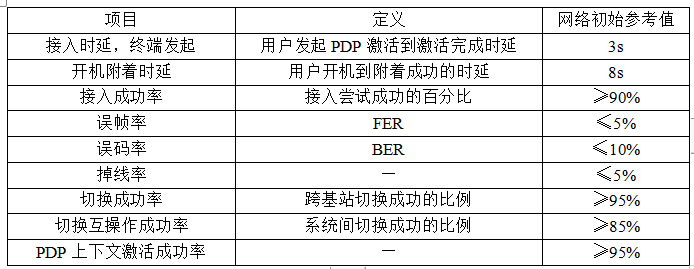 项目 定义 网络初始参考值
接入时延，终端发起 用户发起 PDP 激活到激活完成时延 3s
开机附着时延 用户开机到附着成功的时延 8s
接入成功率 接入尝试成功的百分比 ≥90%
误帧率 FER ≤5%
误码率 BER ≤10%
掉线率 － ≤5%
切换成功率 跨基站切换成功的比例 ≥95%
切换互操作成功率 系统间切换成功的比例 ≥85%
PDP 上下文激活成功率 － ≥95%